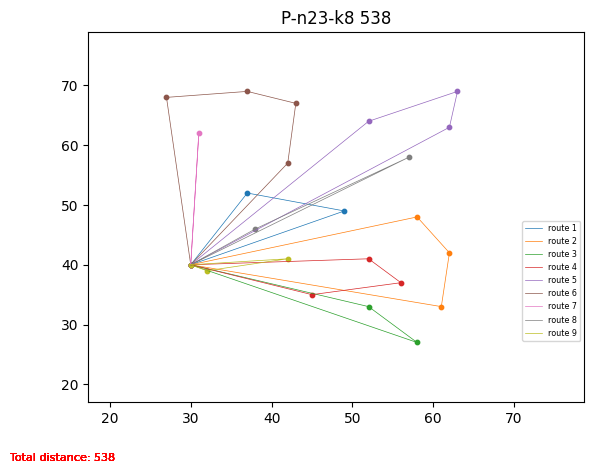 P-n23-k8 538
70
60
50
40
30
20
20 30 40 50 60 70
route 1
route 2
route 3
route 4
route 5
route 6
route 7
route 8
route 9
Total distance: 538